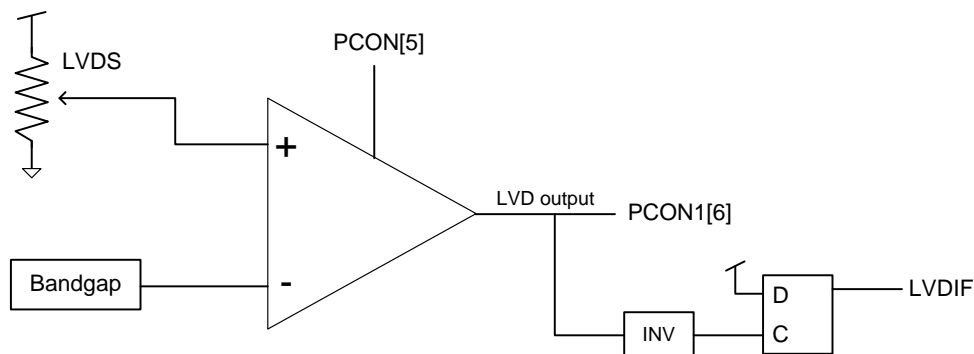 PCON[5]
LVDS
+
LVD output
PCON1[6]
-
Bandgap
D
LVDIF
INV
C